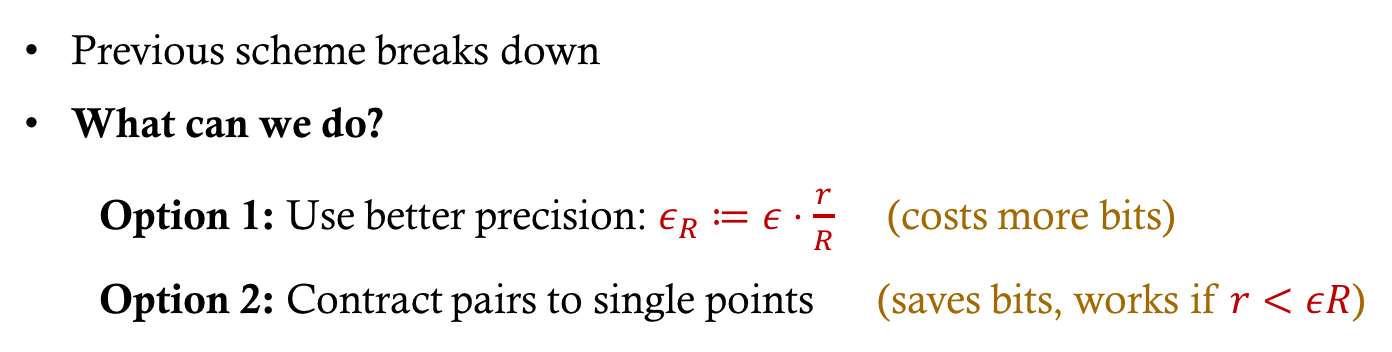 • Previous scheme breaks down
• What can we do?
Option 1: Use better precision: ϵ_R ≔ ϵ ⋅ r/R (costs more bits)
Option 2: Contract pairs to single points (saves bits, works if r < ϵR)